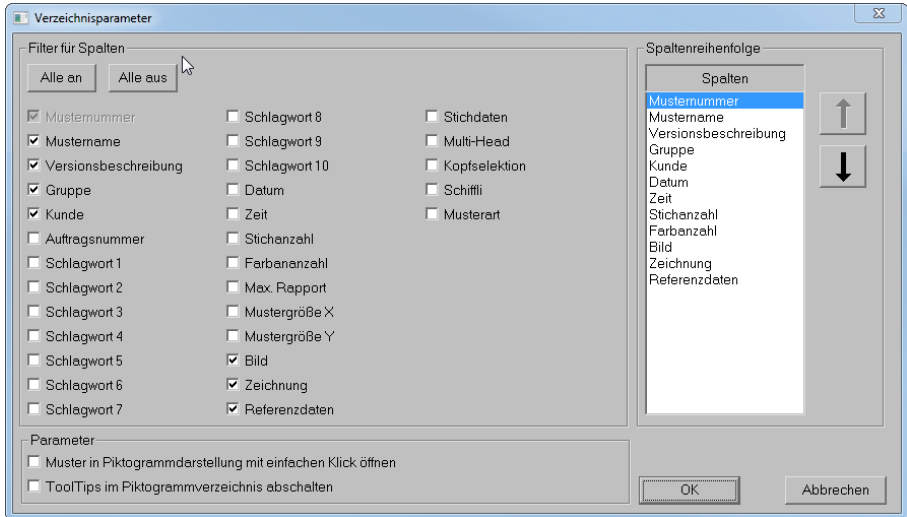 Verzeichnisparameter
Filter für Spalten
Alle an
Alle aus
Musternummer
Mustername
Versionsbeschreibung
Gruppe
Kunde
Auftragsnummer
Schlagwort 1
Schlagwort 2
Schlagwort 3
Schlagwort 4
Schlagwort 5
Schlagwort 6
Schlagwort 7
Schlagwort 8
Schlagwort 9
Schlagwort 10
Datum
Zeit
Stichanzahl
Farbananzahl
Max. Rapport
Mustergröße X
Mustergröße Y
Bild
Zeichnung
Referenzdaten
Stichdaten
Multi-Head
Kopfselektion
Schiffli
Musterart
Spaltenreihenfolge
Spalten
Musternummer
Mustername
Versionsbeschreibung
Gruppe
Kunde
Datum
Zeit
Stichanzahl
Farbanzahl
Bild
Zeichnung
Referenzdaten
Parameter
Muster in Piktogrammdarstellung mit einfachen Klick öffnen
ToolTips im Piktogrammverzeichnis abschalten
OK
Abbrechen